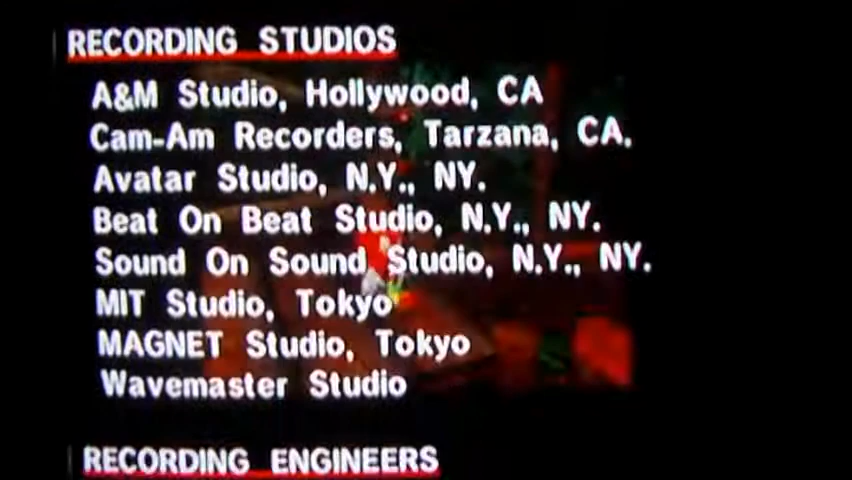 RECORDING STUDIOS
A&M Studio, Hollywood, CA
Cam-Am Recorders, Tarzana, CA.
Avatar Studio, N.Y., NY.
Beat On Beat Studio, N.Y., NY.
Sound On Sound Studio, N.Y., NY.
MIT Studio, Tokyo
MAGNET Studio, Tokyo
Wavemaster Studio
RECORDING ENGINEERS